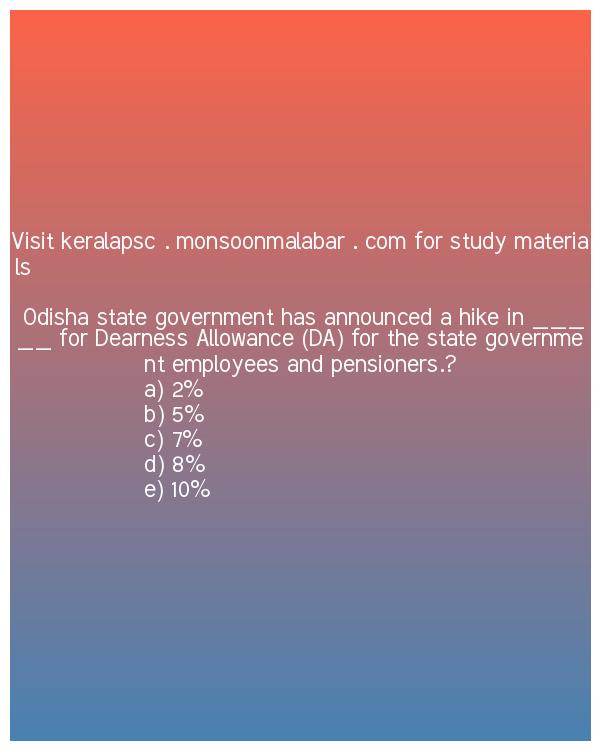 Visit keralapsc . monsoonmalabar . com for study materia
ls
Odisha state government has announced a hike in ___
__ for Dearness Allowance (DA) for the state governme
nt employees and pensioners.?
a) 2%
b) 5%
c) 7%
d) 8%
e) 10%